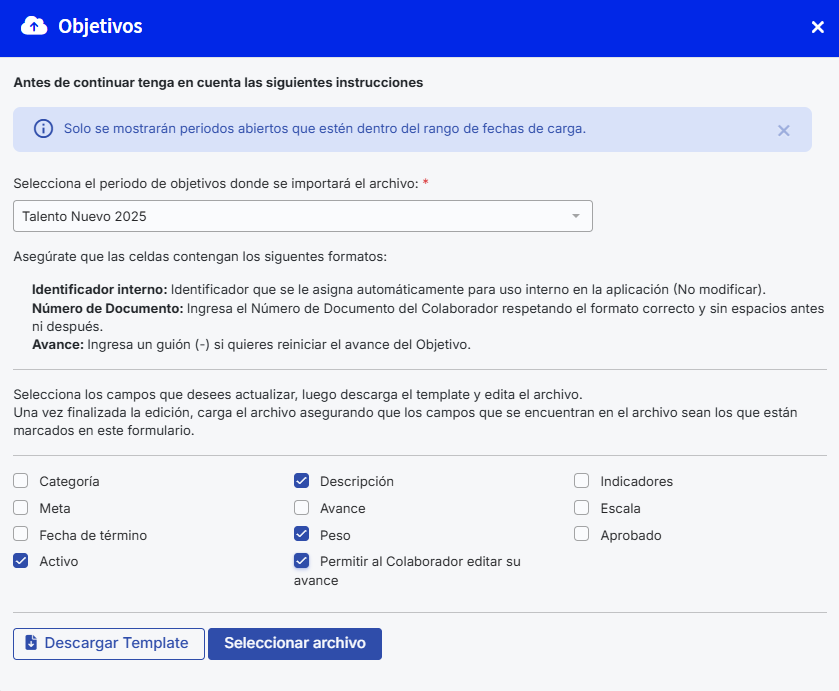 Objetivos
Antes de continuar tenga en cuenta las siguientes instrucciones
Solo se mostrarán periodos abiertos que estén dentro del rango de fechas de carga.
Selecciona el periodo de objetivos donde se importará el archivo: *
Talento Nuevo 2025
Asegúrate que las celdas contengan los siguentes formatos:
Identificador interno: Identificador que se le asigna automáticamente para uso interno en la aplicación (No modificar).
Número de Documento: Ingresa el Número de Documento del Colaborador respetando el formato correcto y sin espacios antes
ni después.
Avance: Ingresa un guión (-) si quieres reiniciar el avance del Objetivo.
Selecciona los campos que desees actualizar, luego descarga el template y edita el archivo.
Una vez finalizada la edición, carga el archivo asegurando que los campos que se encuentran en el archivo sean los que están
marcados en este formulario.
Categoría
Descripción
Indicadores
Meta
Avance
Escala
Fecha de término
Peso
Aprobado
Activo
Permitir al Colaborador editar su
avance
Descargar Template
Seleccionar archivo